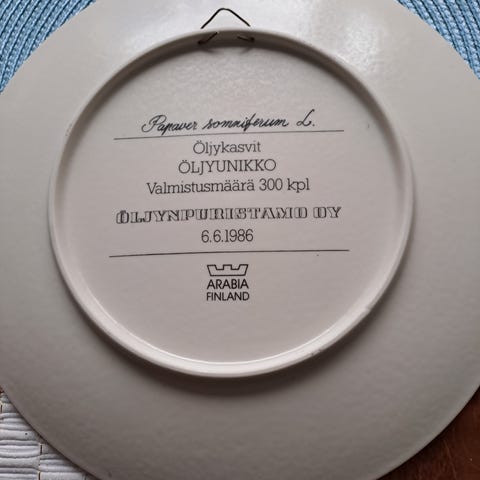 Papaver somniferum L.
Öljykasvit
ÖLJYUNIKKO
Valmistusmäärä 300 kpl
ÖLJYNPURISTAMO OY
6.6.1986
ARABIA
FINLAND